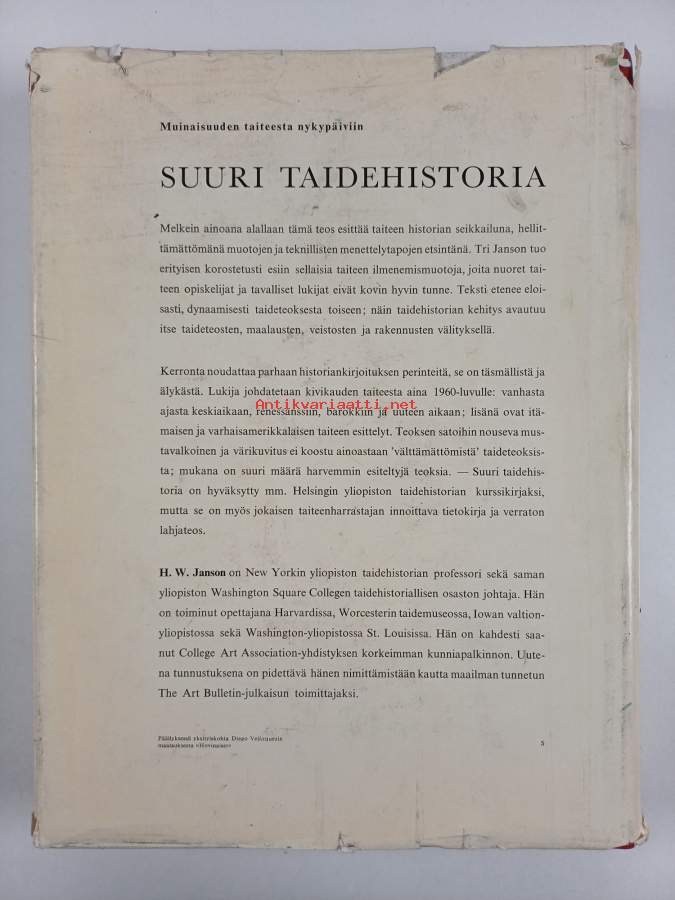 Muinaisuuden taiteesta nykypäiviin
SUURI TAIDEHISTORIA
Melkein ainoana alallaan tämä teos esittää taiteen historian seikkailuna, hellit-
tämättömänä muotojen ja teknillisten menettelytapojen etsintänä. Tri Janson tuo
erityisen korostetusti esiin sellaisia taiteen ilmenemismuotoja, joita nuoret tai-
teen opiskelijat ja tavalliset lukijat eivät kovin hyvin tunne. Teksti etenee eloi-
sasti, dynaamisesti taideteoksesta toiseen; näin taidehistorian kehitys avautuu
itse taideteosten, maalausten, veistosten ja rakennusten välityksellä.
Kerronta noudattaa parhaan historiankirjoituksen perinteitä, se on täsmällistä ja
älykästä. Lukija johdatetaan kivikauden taiteesta aina 1960-luvulle: vanhasta
Antikvariaatti.net
ajasta keskiaikaan, renessanssiin, barokkiin ja uuteen aikaan; lisänä ovat itä-
maisen ja varhaisamerikkalaisen taiteen esittelyt. Teoksen satoihin nouseva mus-
tavalkoinen ja värikuvitus ei koostu ainoastaan 'välttämättömistä' taideteoksis-
ta; mukana on suuri määrä harvemmin esiteltyjä teoksia. — Suuri taidehis-
toria on hyväksytty mm. Helsingin yliopiston taidehistorian kurssikirjaksi,
mutta se on myös jokaisen taiteenharrastajan innoittava tietokirja ja verraton
lahjateos.
H. W. Janson on New Yorkin yliopiston taidehistorian professori sekä saman
yliopiston Washington Square Collegen taidehistoriallisen osaston johtaja. Hän
on toiminut opettajana Harvardissa, Worcesterin taidemuseossa, Iowan valtion-
yliopistossa sekä Washington-yliopistossa St. Louisissa. Hän on kahdesti saa-
nut College Art Association-yhdistyksen korkeimman kunniapalkinnon. Uute-
na tunnustuksena on pidettävä hänen nimittämistään kautta maailman tunnetun
The Art Bulletin-julkaisun toimittajaksi.
Päällyksenä yksityiskohta Diego Velázquezin
maalauksesta «Hovinaiset»